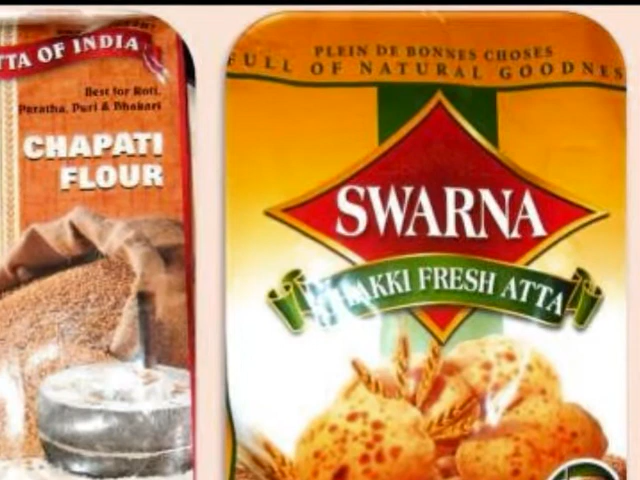 TTA OF INDIA
Best for Roti,
Paratha, Puri & Bhakari
CHAPATI
FLOUR
PLEIN DE BONNES CHOSES
FULL OF NATURAL GOODNES
SWARNA
AKKI FRESH ATTA